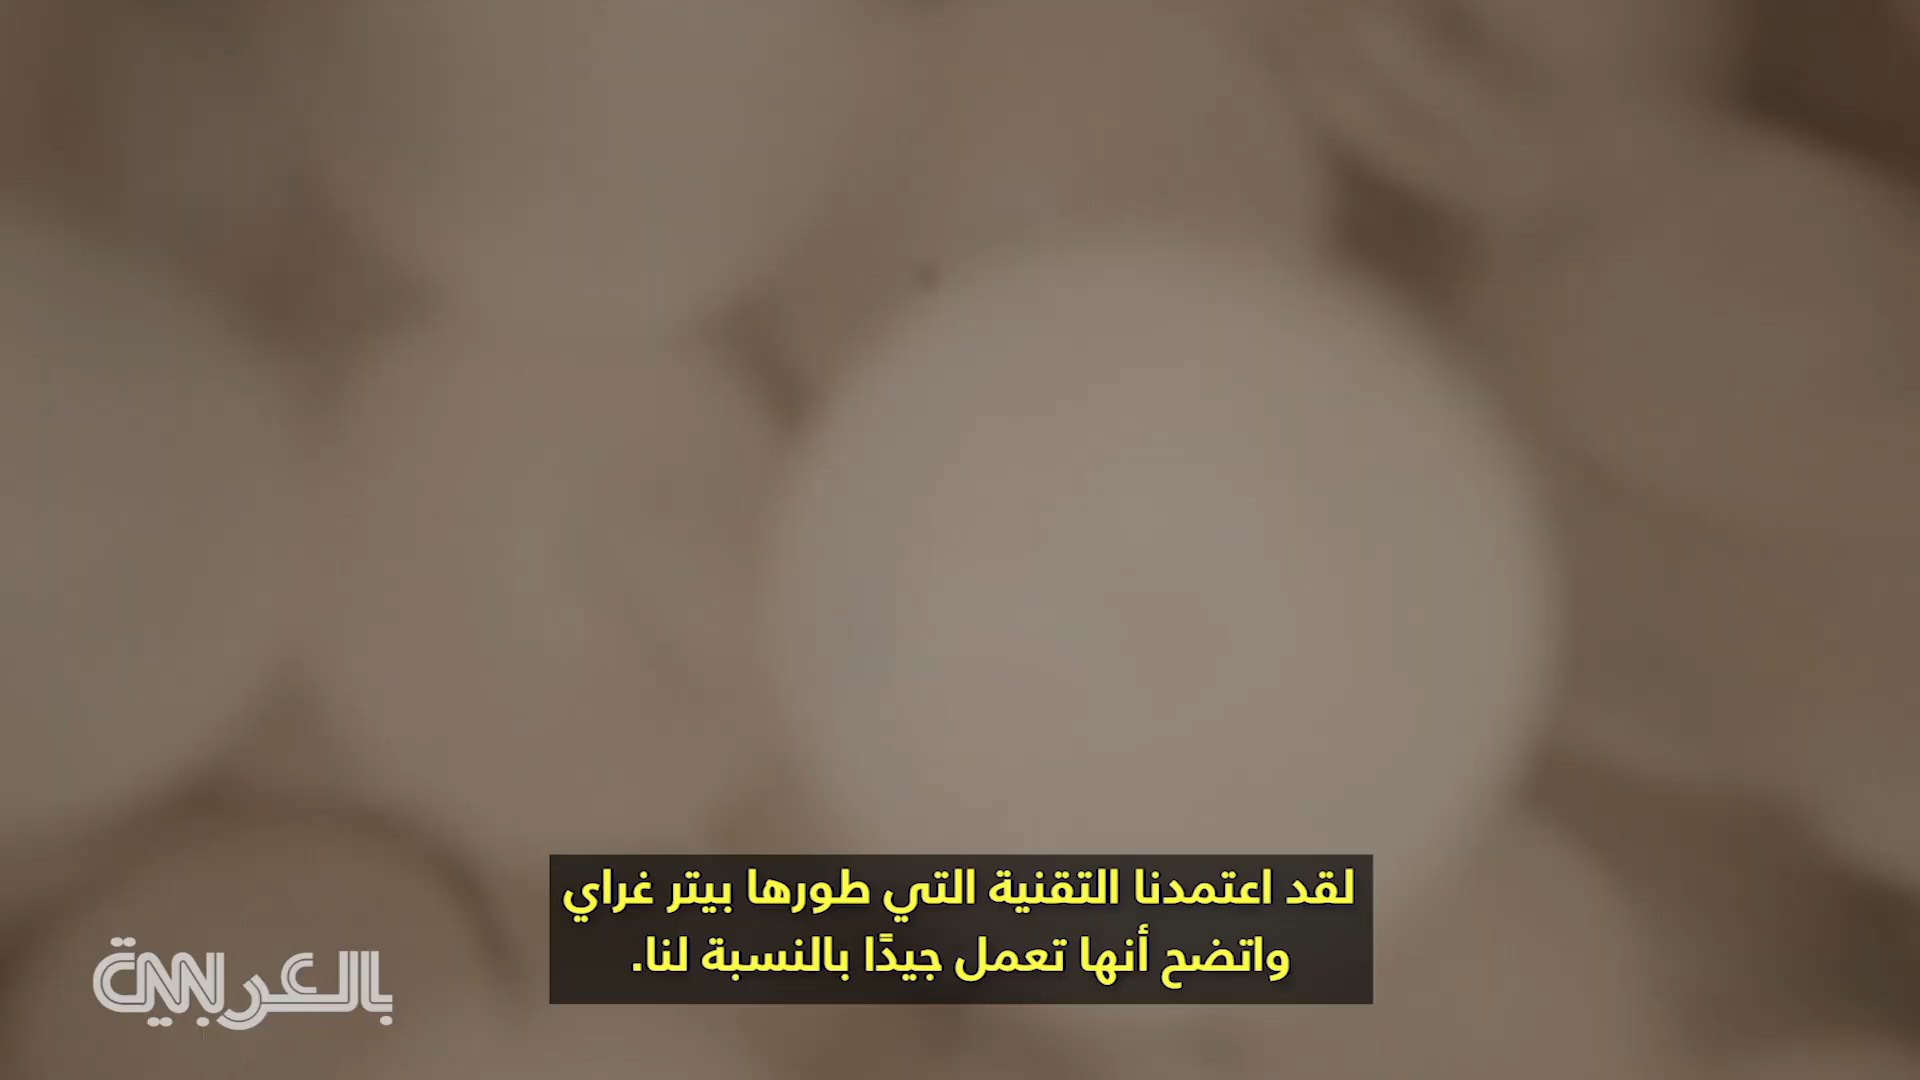 لقد اعتمدنا التقنية التي طورها بيتر غراي
واتضح أنها تعمل جيدًا بالنسبة لنا.
CNN بالعربية